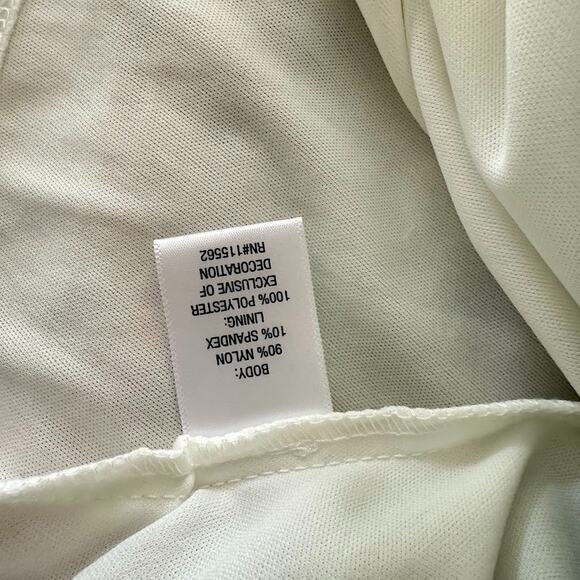 BODY:
90% NYLON
10% SPANDEX
LINING:
100% POLYESTER
EXCLUSIVE OF
DECORATION
RN#115562